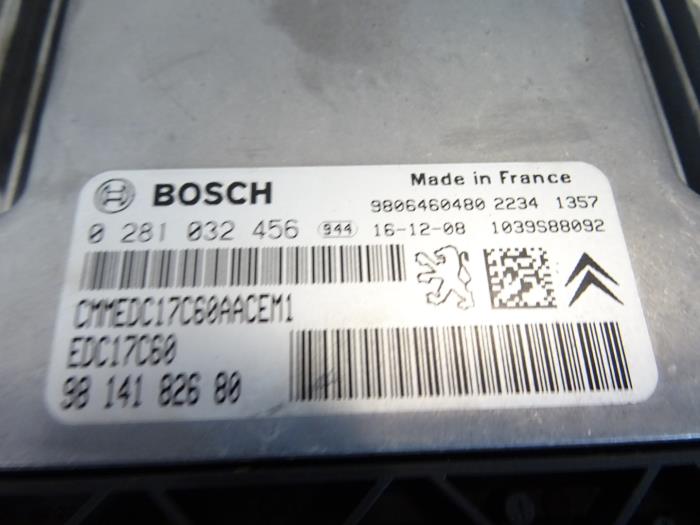 BOSCH
Made in France
9806460480 2234 1357
0 281 032 456 944 16-12-08 1039S88092
CMMEDC17C60AACEM1
EDC17C60
98 141 826 80